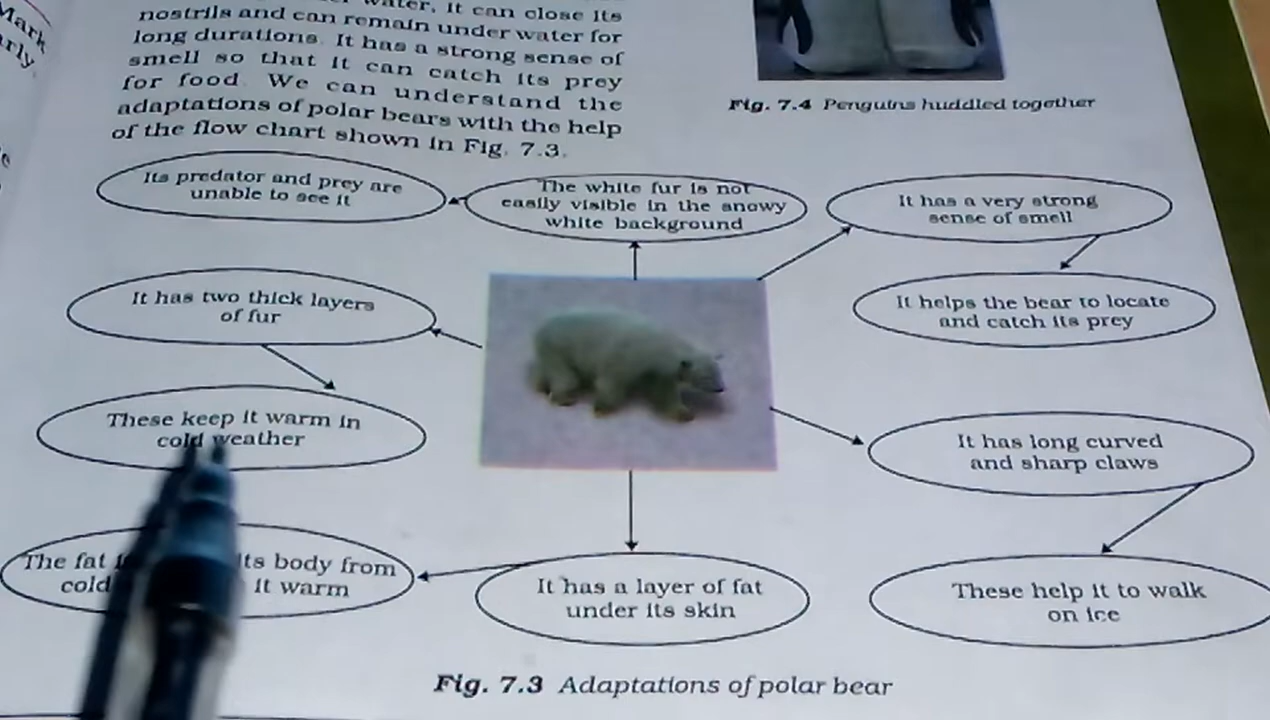 Mark
water, it can close its
nostrils and can remain under water for
long durations. It has a strong sense of
smell so that it can catch its prey
for food. We can understand the
adaptations of polar bears with the help
of the flow chart shown in Fig. 7.3.
Fig. 7.4 Penguins huddled together
Its predator and prey are
unable to see it
The white fur is not
easily visible in the snowy
white background
It has a very strong
sense of smell
It has two thick layers
of fur
It helps the bear to locate
and catch its prey
These keep it warm in
cold weather
It has long curved
and sharp claws
The fat its body from
cold it warm
It has a layer of fat
under its skin
These help it to walk
on ice
Fig. 7.3 Adaptations of polar bear